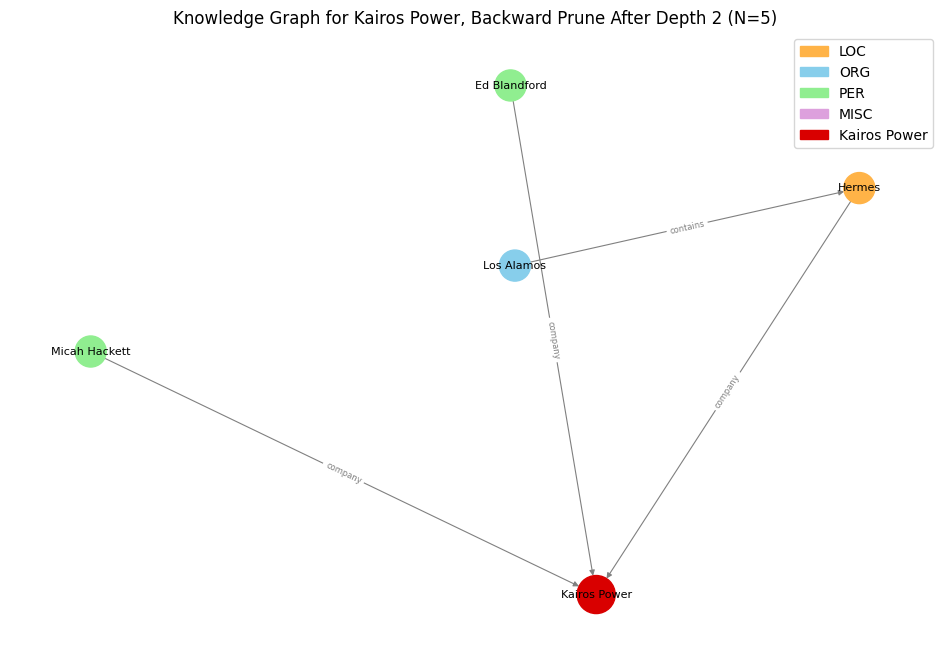 Knowledge Graph for Kairos Power, Backward Prune After Depth 2 (N=5)
LOC
ORG
PER
MISC
Kairos Power
Ed Blandford
Hermes
contains
Los Alamos
company
Micah Hackett
company
company
Kairos Power